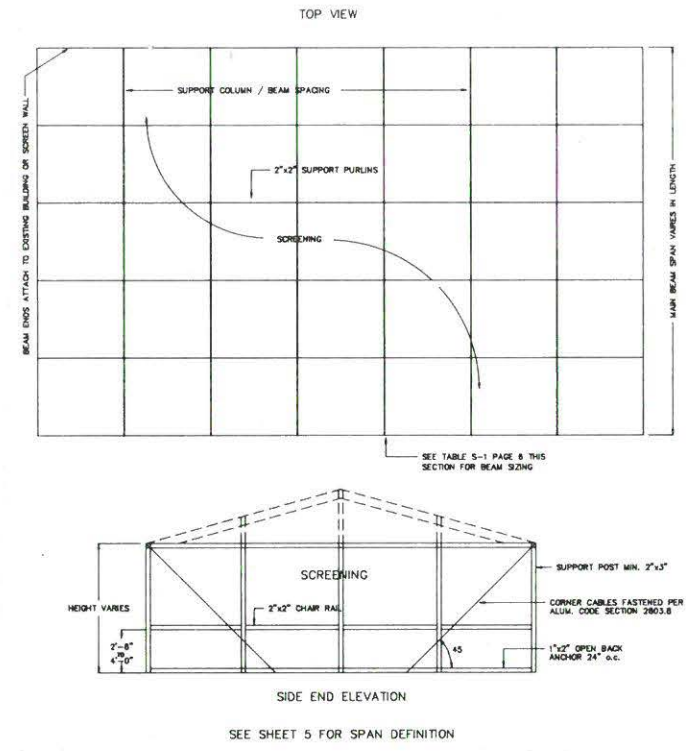 TOP VIEW
BEAM ENDS ATTACH TO EXISTING BUILDING OR SCREEN WALL
SUPPORT COLUMN / BEAM SPACING
2"x2" SUPPORT PURLINS
SCREENING
MAIN BEAM SPAN VAIRES IN LENGTH
SEE TABLE S-1 PAGE 8 THIS
SECTION FOR BEAM SIZING
SCREENING
SUPPORT POST MIN. 2"x3"
HEIGHT VARIES
2"x2" CHAIR RAIL
CORNER CABLES FASTENED PER
ALUM. CODE SECTION 2803.8
2'-8"
TO
4'-0"
45
1"x2" OPEN BACK
ANCHOR 24" o.c.
SIDE END ELEVATION
SEE SHEET 5 FOR SPAN DEFINITION